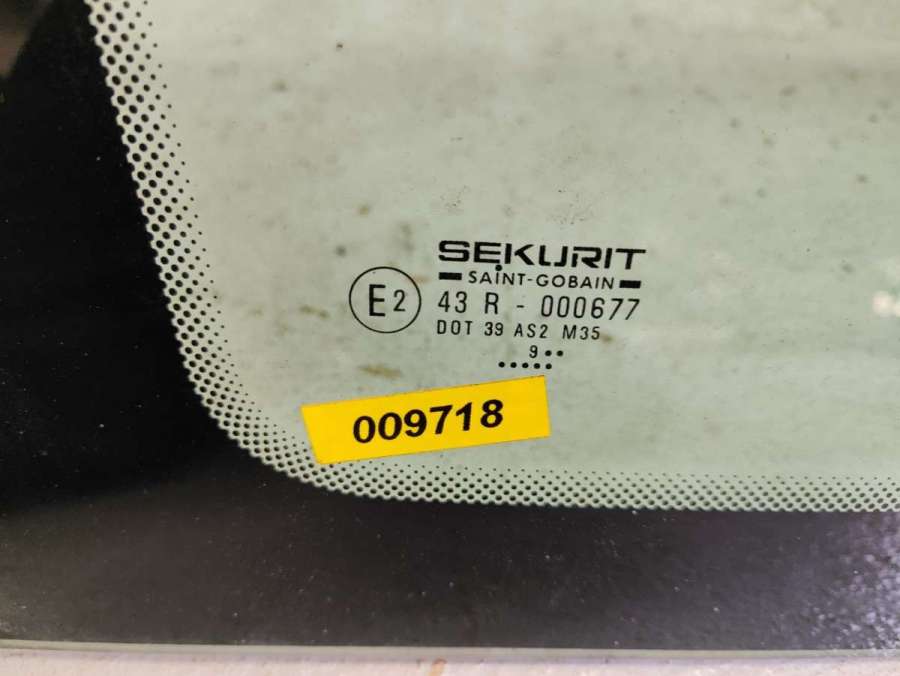 SEKURIT
SAINT-GOBAIN
E2
43 R - 000677
DOT 39 AS2 M35
9••
•••••
009718